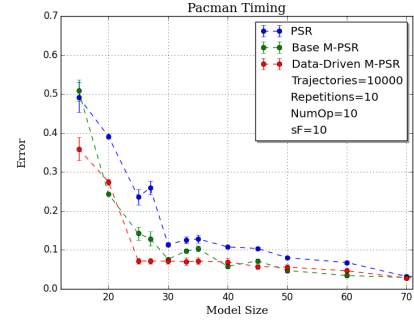 Pacman Timing
0.7
0.6
0.5
0.4
0.3
0.2
0.1
0.0
Error
PSR
Base M-PSR
Data-Driven M-PSR
Trajectories=10000
Repetitions=10
NumOp=10
sF=10
20
30
40
50
60
70
Model Size